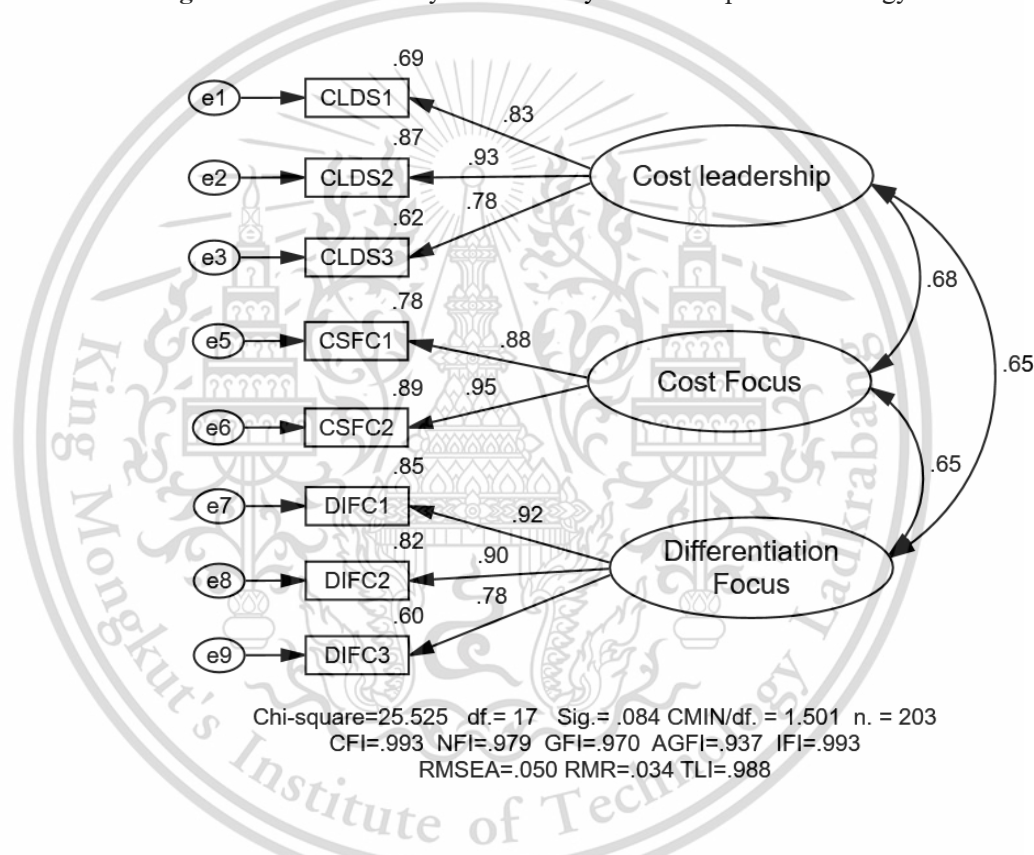 .69
e1 CLDS1
.83
.87
e2 CLDS2 .93 Cost leadership
.78
.62
e3 CLDS3
.68
.78
e5 CSFC1 .88
.65
Cost Focus
.89 .95
e6 CSFC2
.65
.85
e7 CDIFC1 .92
.82
Differentiation
Focus
e8 DIFC2 .90
.78
.60
e9 DIFC3
Chi-square=25.525 df.= 17 Sig.= .084 CMIN/df. = 1.501 n. = 203
CFI=.993 NFI=.979 GFI=.970 AGFI=.937 IFI=.993
RMSEA=.050 RMR=.034 TLI=.988
King Mongkut's Institute of Technology Ladkrabang